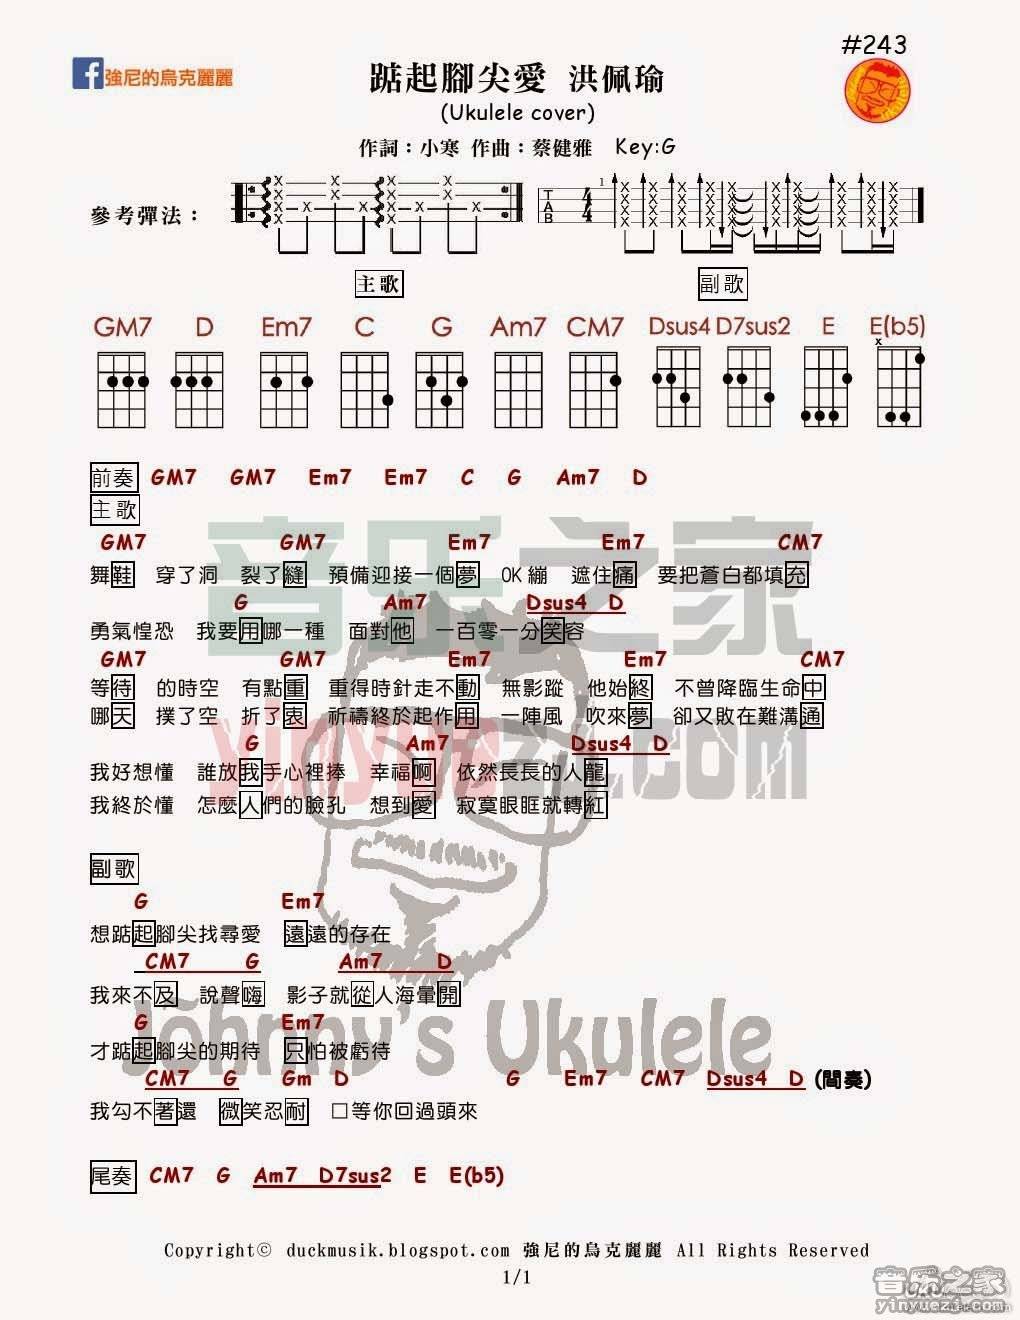 #243
強尼的烏克麗麗
踮起腳尖愛 洪佩瑜
(Ukulele cover)
作詞：小寒 作曲：蔡健雅 Key:G
參考彈法：
主歌
副歌
GM7 D Em7 C G Am7 CM7 Dsus4 D7sus2 E E(b5)
前奏 GM7 GM7 Em7 Em7 C G Am7 D
主歌
GM7 GM7 Em7 Em7 CM7
舞鞋 穿了洞 裂了縫 預備迎接一個夢 OK繃 遮住痛 要把蒼白都填充
G Am7 Dsus4 D
勇氣惶恐 我要用哪一種 面對他 一百零一分笑容
GM7 GM7 Em7 Em7 CM7
等待 的時空 有點重 重得時針走不動 無影蹤 他始終 不曾降臨生命中
哪天 撲了空 折了衷 祈禱終於起作用 一陣風 吹來夢 卻又敗在難溝通
G Am7 Dsus4 D
我好想懂 誰放我手心裡捧 幸福啊 依然長長的人龍
我終於懂 怎麼人們的臉孔 想到愛 寂寞眼眶就轉紅
副歌
G Em7
想踮起腳尖找尋愛 遠遠的存在
CM7 G Am7 D
我來不及 說聲嗨 影子就從人海暈開
G Em7
才踮起腳尖的期待 只怕被虧待
CM7 G Gm D G Em7 CM7 Dsus4 D (間奏)
我勾不著還 微笑忍耐 □等你回過頭來
尾奏 CM7 G Am7 D7sus2 E E(b5)
Johnny's Ukulele
音乐之家
yinyuezj.com
Copyright© duckmusik.blogspot.com 強尼的烏克麗麗 All Rights Reserved
1/1
音乐之家
yinyuezj.com